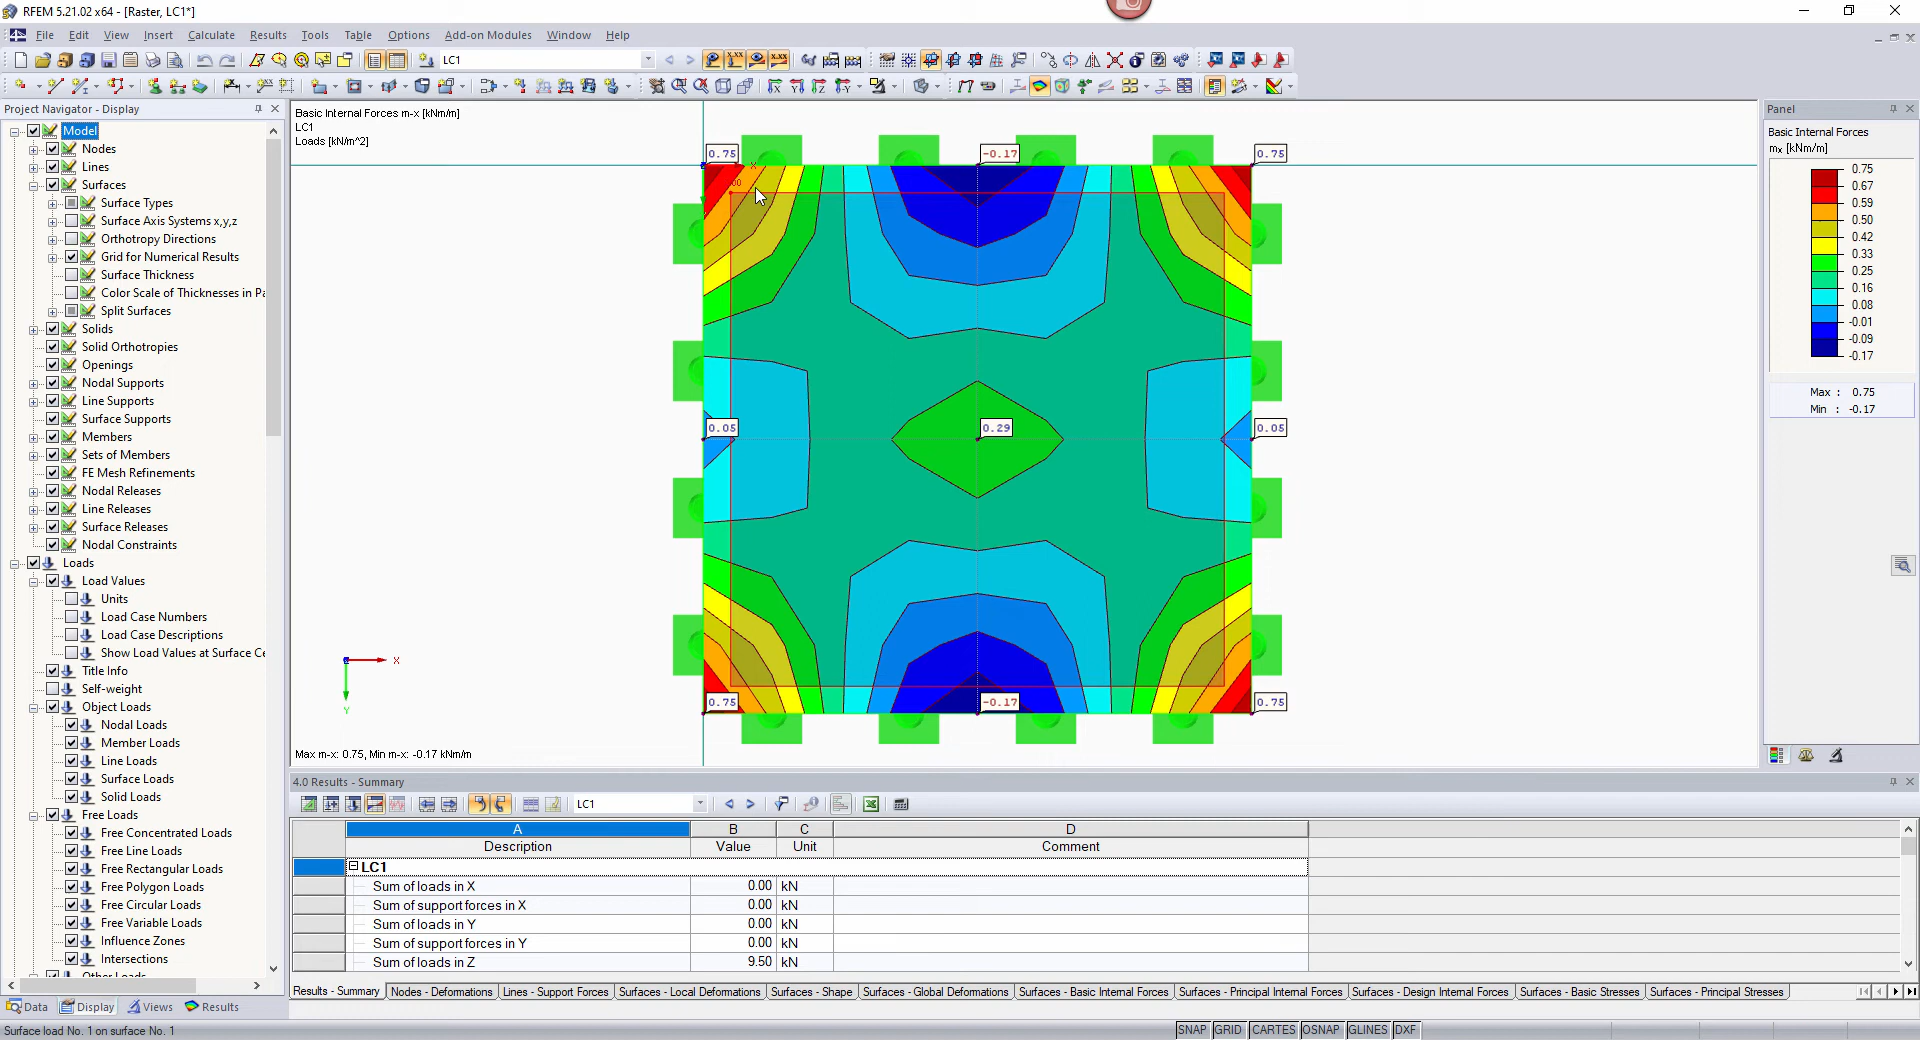 RFEM 5.21.02 x64 - [Raster, LC1*]
File Edit View Insert Calculate Results Tools Table Options Add-on Modules Window Help
LC1
Project Navigator - Display
Model
Nodes
Lines
Surfaces
Surface Types
Surface Axis Systems x,y,z
Orthotropy Directions
Grid for Numerical Results
Surface Thickness
Color Scale of Thicknesses in Pa
Split Surfaces
Solids
Solid Orthotropies
Openings
Nodal Supports
Line Supports
Surface Supports
Members
Sets of Members
FE Mesh Refinements
Nodal Releases
Line Releases
Surface Releases
Nodal Constraints
Loads
Load Values
Units
Load Case Numbers
Load Case Descriptions
Show Load Values at Surface Ce
Title Info
Self-weight
Object Loads
Nodal Loads
Member Loads
Line Loads
Surface Loads
Solid Loads
Free Loads
Free Concentrated Loads
Free Line Loads
Free Rectangular Loads
Free Polygon Loads
Free Circular Loads
Free Variable Loads
Influence Zones
Intersections
Other Loads
Data Display Views Results
Basic Internal Forces m-x [kNm/m]
LC1
Loads [kN/m^2]
0.75 -0.17 0.75
0.05 0.29 0.05
0.75 -0.17 0.75
X
Y
Max m-x: 0.75, Min m-x: -0.17 kNm/m
Panel
Basic Internal Forces
mx [kNm/m]
0.75
0.67
0.59
0.50
0.42
0.33
0.25
0.16
0.08
-0.01
-0.09
-0.17
Max : 0.75
Min : -0.17
4.0 Results - Summary
LC1
A B C D
Description Value Unit Comment
LC1
Sum of loads in X 0.00 kN
Sum of support forces in X 0.00 kN
Sum of loads in Y 0.00 kN
Sum of support forces in Y 0.00 kN
Sum of loads in Z 9.50 kN
Results - Summary Nodes - Deformations Lines - Support Forces Surfaces - Local Deformations Surfaces - Shape Surfaces - Global Deformations Surfaces - Basic Internal Forces Surfaces - Principal Internal Forces Surfaces - Design Internal Forces Surfaces - Basic Stresses Surfaces - Principal Stresses
Surface load No. 1 on surface No. 1
SNAP GRID CARTES OSNAP GLINES DXF